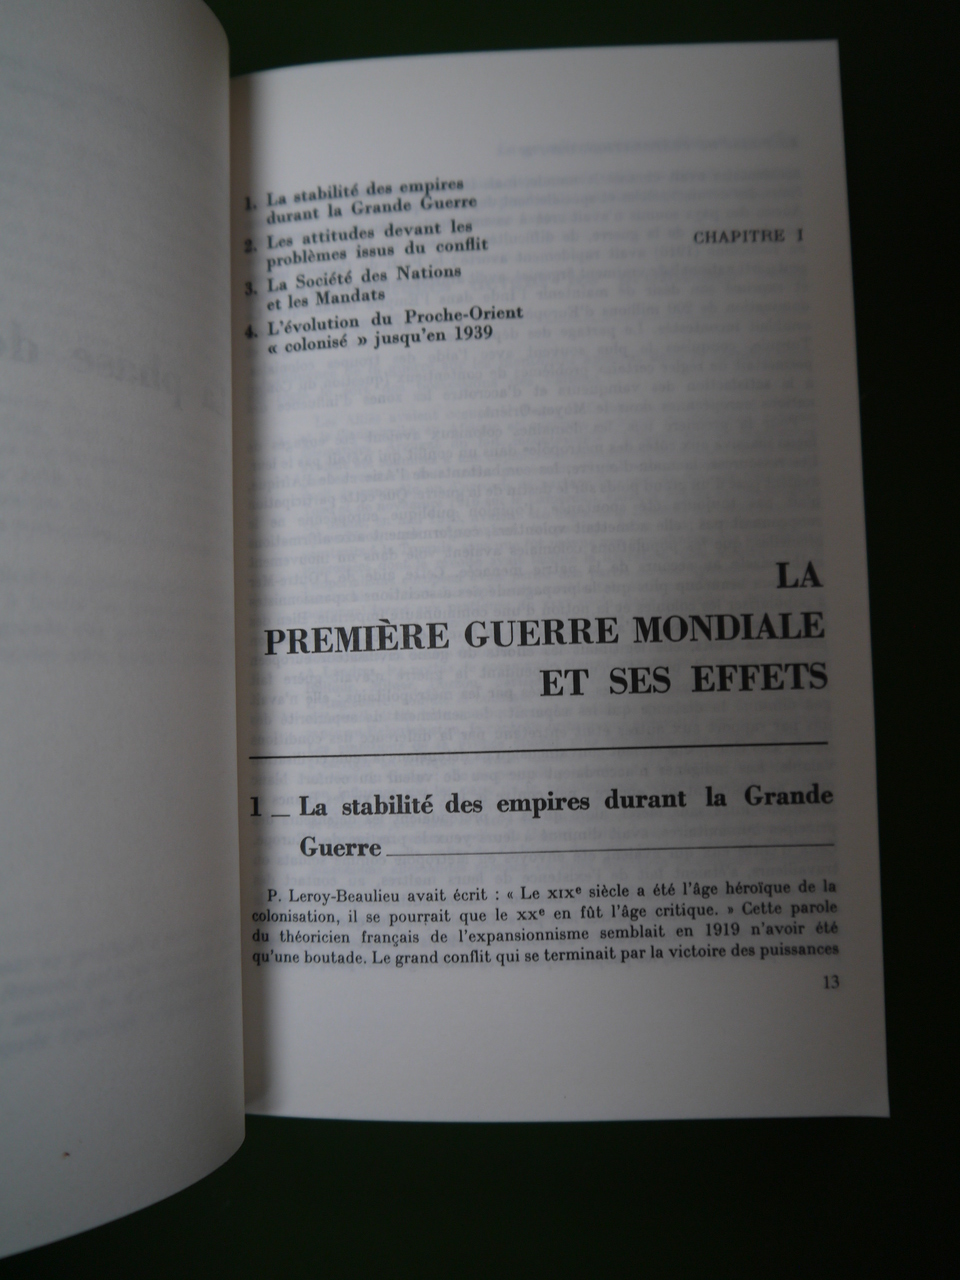 1. La stabilité des empires
durant la Grande Guerre
2. Les attitudes devant les
problèmes issus du conflit
3. La Société des Nations
et les Mandats
4. L'évolution du Proche-Orient
« colonisé » jusqu'en 1939
CHAPITRE I
LA
PREMIÈRE GUERRE MONDIALE
ET SES EFFETS
1 _ La stabilité des empires durant la Grande
Guerre
P. Leroy-Beaulieu avait écrit : « Le XIXe siècle a été l'âge héroïque de la
colonisation, il se pourrait que le XXe en fût l'âge critique. » Cette parole
du théoricien français de l'expansionnisme semblait en 1919 n'avoir été
qu'une boutade. Le grand conflit qui se terminait par la victoire des puissances
13